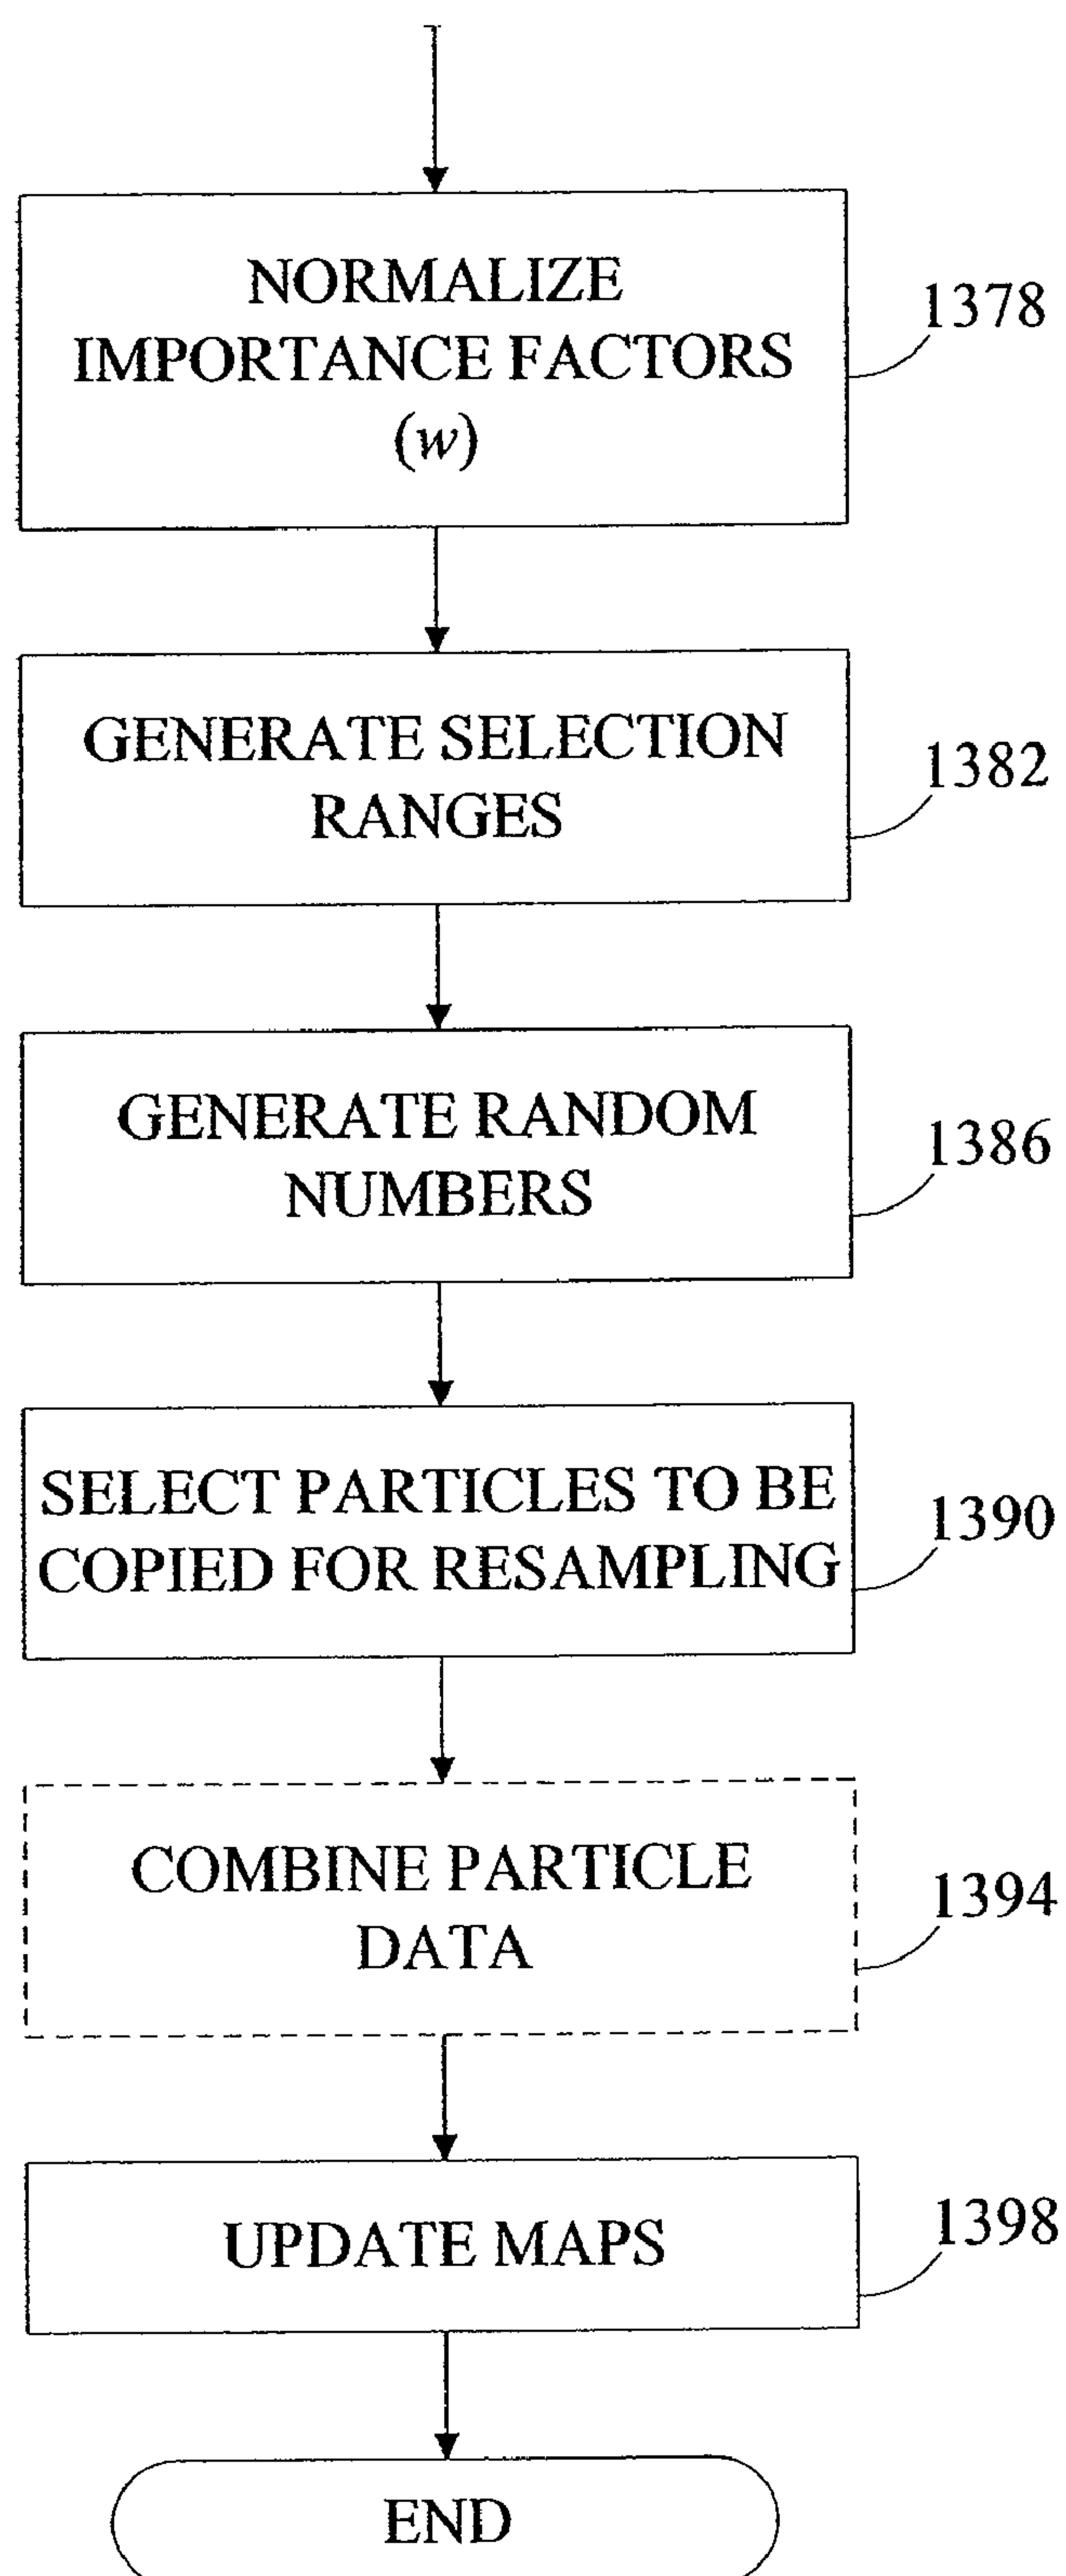 NORMALIZE
IMPORTANCE FACTORS
(w)
1378
GENERATE SELECTION
RANGES
1382
GENERATE RANDOM
NUMBERS
1386
SELECT PARTICLES TO BE
COPIED FOR RESAMPLING
1390
COMBINE PARTICLE
DATA
1394
UPDATE MAPS
1398
END